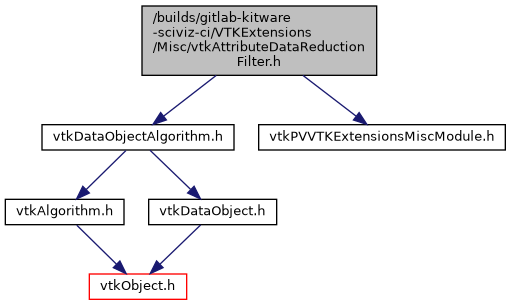 /builds/gitlab-kitware
-sciviz-ci/VTKExtensions
/Misc/vtkAttributeDataReduction
Filter.h
vtkDataObjectAlgorithm.h
vtkPVVTKExtensionsMiscModule.h
vtkAlgorithm.h
vtkDataObject.h
vtkObject.h